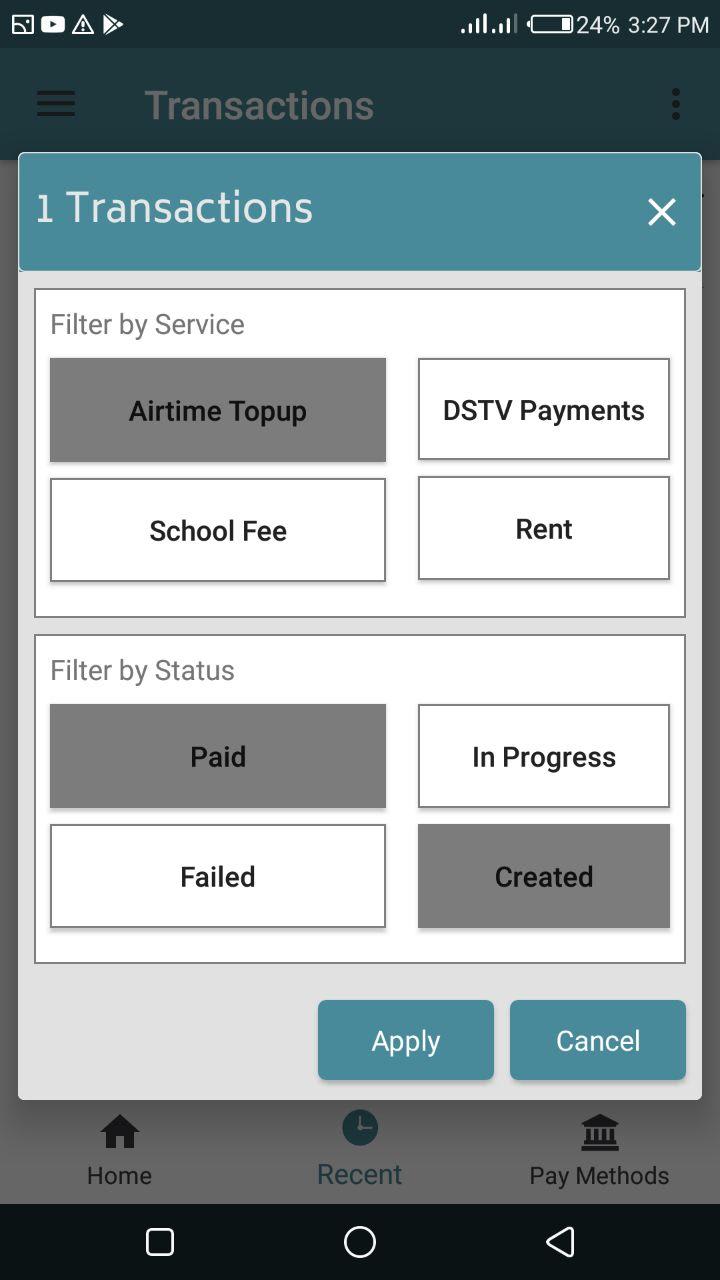 24% 3:27 PM
Transactions
1 Transactions
Filter by Service
Airtime Topup
DSTV Payments
School Fee
Rent
Filter by Status
Paid
In Progress
Failed
Created
Apply
Cancel
Home
Recent
Pay Methods